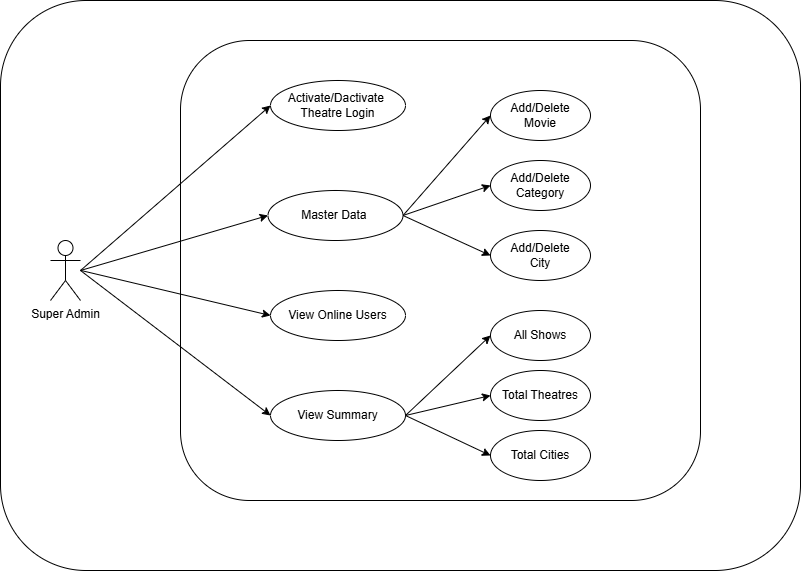 Activate/Dactivate
Theatre Login
Add/Delete
Movie
Add/Delete
Category
Master Data
Add/Delete
City
Super Admin
View Online Users
All Shows
Total Theatres
View Summary
Total Cities